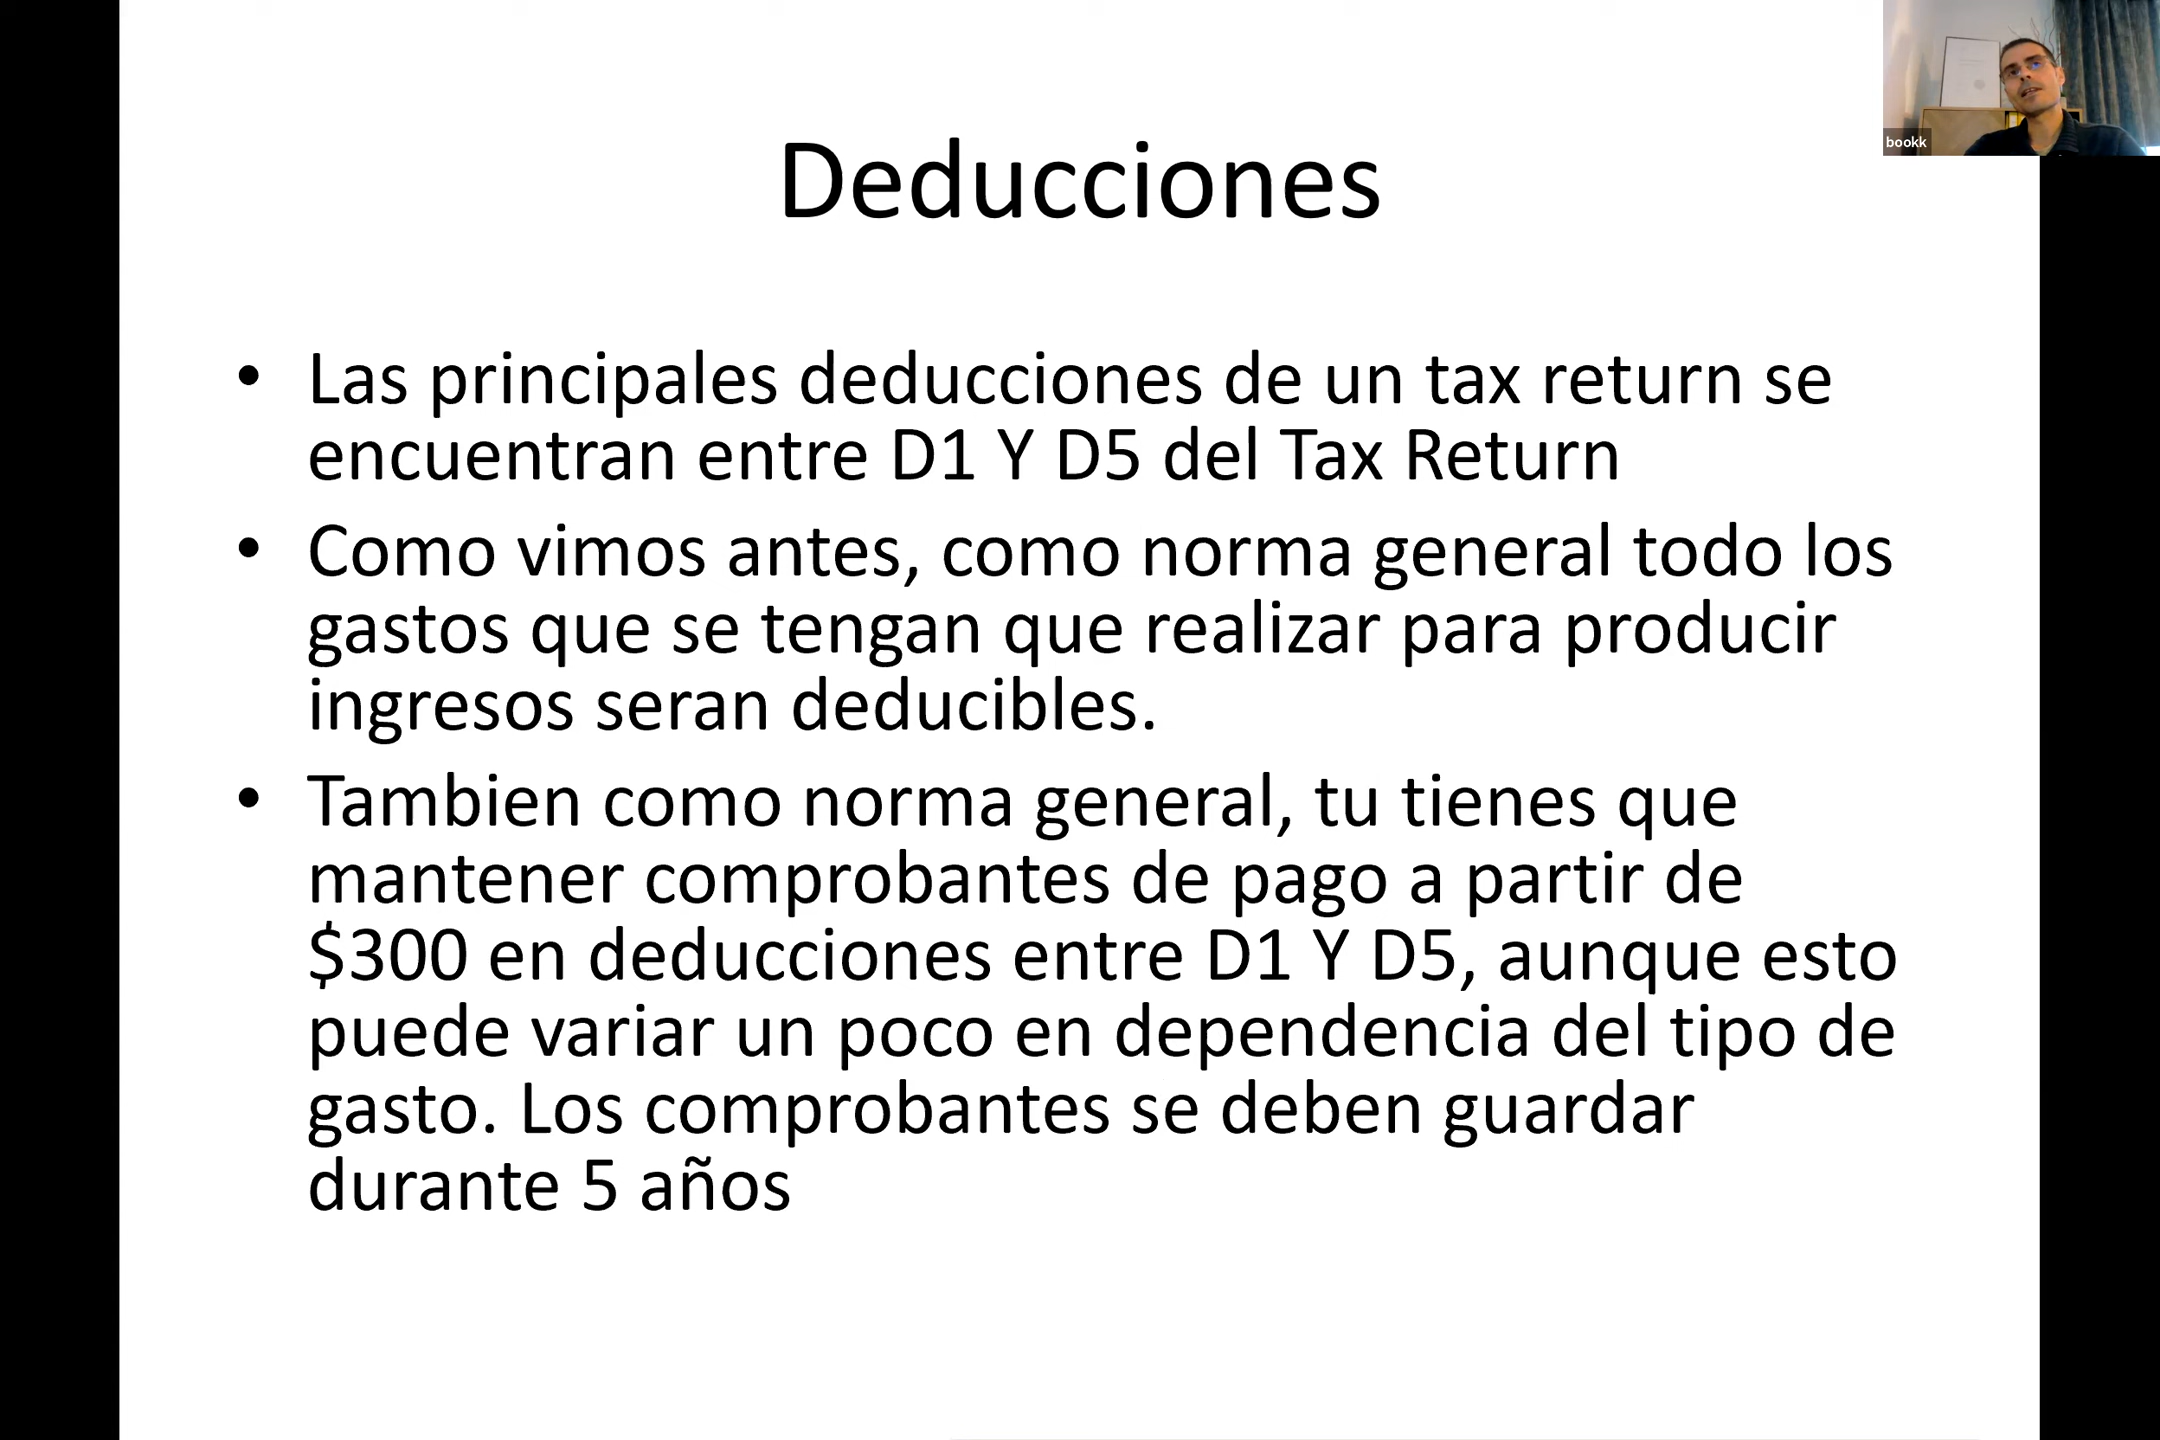 Deducciones
bookk
• Las principales deducciones de un tax return se
encuentran entre D1 Y D5 del Tax Return
• Como vimos antes, como norma general todo los
gastos que se tengan que realizar para producir
ingresos seran deducibles.
• Tambien como norma general, tu tienes que
mantener comprobantes de pago a partir de
$300 en deducciones entre D1 Y D5, aunque esto
puede variar un poco en dependencia del tipo de
gasto. Los comprobantes se deben guardar
durante 5 años